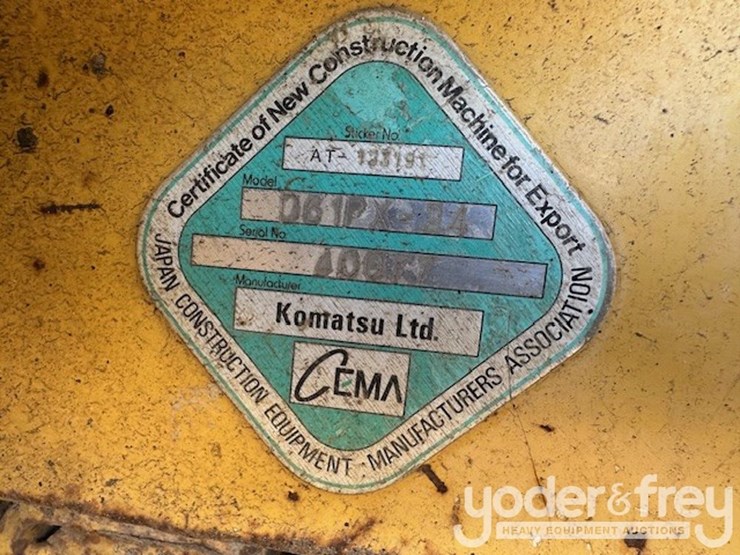 Certificate of New Construction Machine for Export
Sticker No
AT-
Model
Serial No
Manufacturer
Komatsu Ltd.
CEMA
JAPAN CONSTRUCTION EQUIPMENT MANUFACTURERS ASSOCIATION
yoder&frey
HEAVY EQUIPMENT AUCTIONS